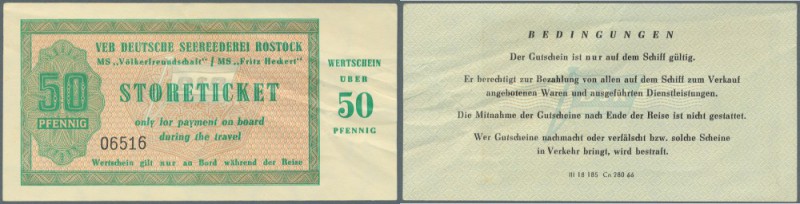 VEB DEUTSCHE SEEREEDEREI ROSTOCK
MS „Völkerfreundschaft" / MS „Fritz Heckert"
50
PFENNIG
STORETICKET
only for payment on board
during the travel
06516
Wertschein gilt nur an Bord während der Reise
WERTSCHEIN
ÜBER
50
PFENNIG
BEDINGUNGEN
Der Gutschein ist nur auf dem Schiff gültig.
Er berechtigt zur Bezahlung von allen auf dem Schiff zum Verkauf
angebotenen Waren und ausgeführten Dienstleistungen.
Die Mitnahme der Gutscheine nach Ende der Reise ist nicht gestattet.
Wer Gutscheine nachmacht oder verfälscht bzw. solche Scheine
in Verkehr bringt, wird bestraft.
III 18 185 Cn 280 66